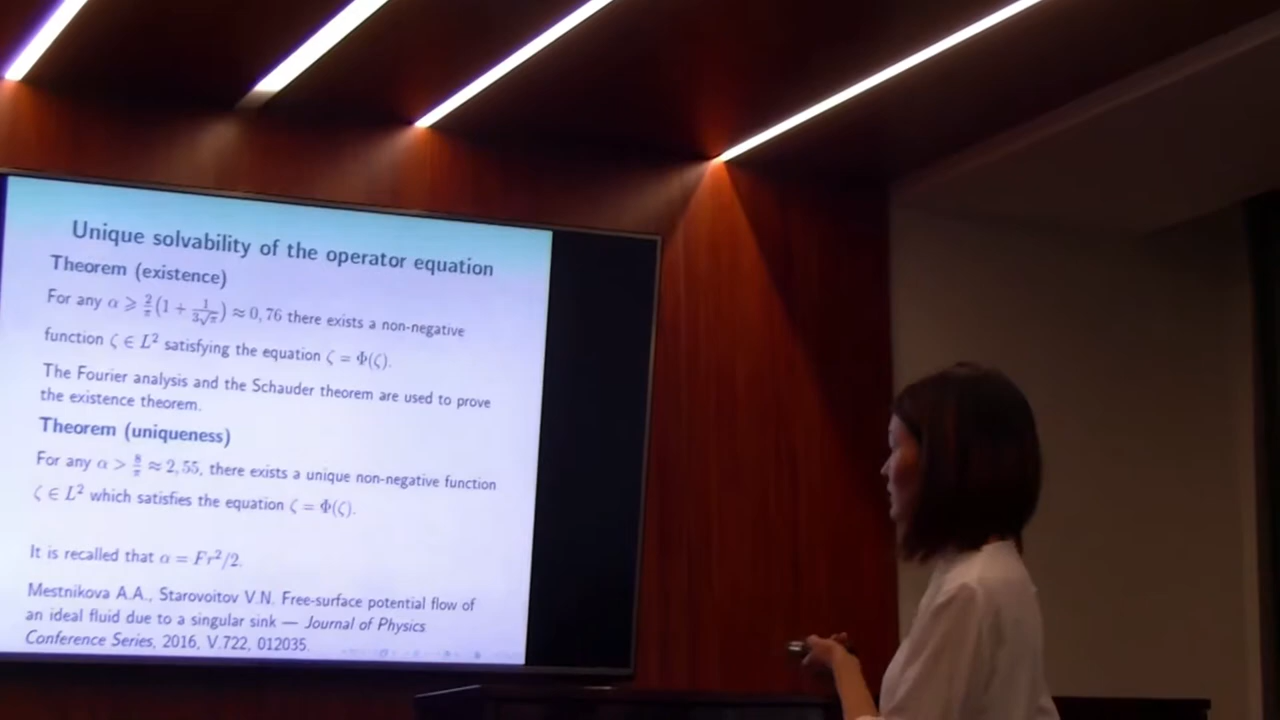 Unique solvability of the operator equation
Theorem (existence)
For any α ⩾ 2/π(1 + 1/(3√π)) ≈ 0,76 there exists a non-negative
function ζ ∈ L² satisfying the equation ζ = Φ(ζ).
The Fourier analysis and the Schauder theorem are used to prove
the existence theorem.
Theorem (uniqueness)
For any α > 8/π ≈ 2,55, there exists a unique non-negative function
ζ ∈ L² which satisfies the equation ζ = Φ(ζ).
It is recalled that α = Fr²/2.
Mestnikova A.A., Starovoitov V.N. Free-surface potential flow of
an ideal fluid due to a singular sink — Journal of Physics
Conference Series, 2016, V.722, 012035.